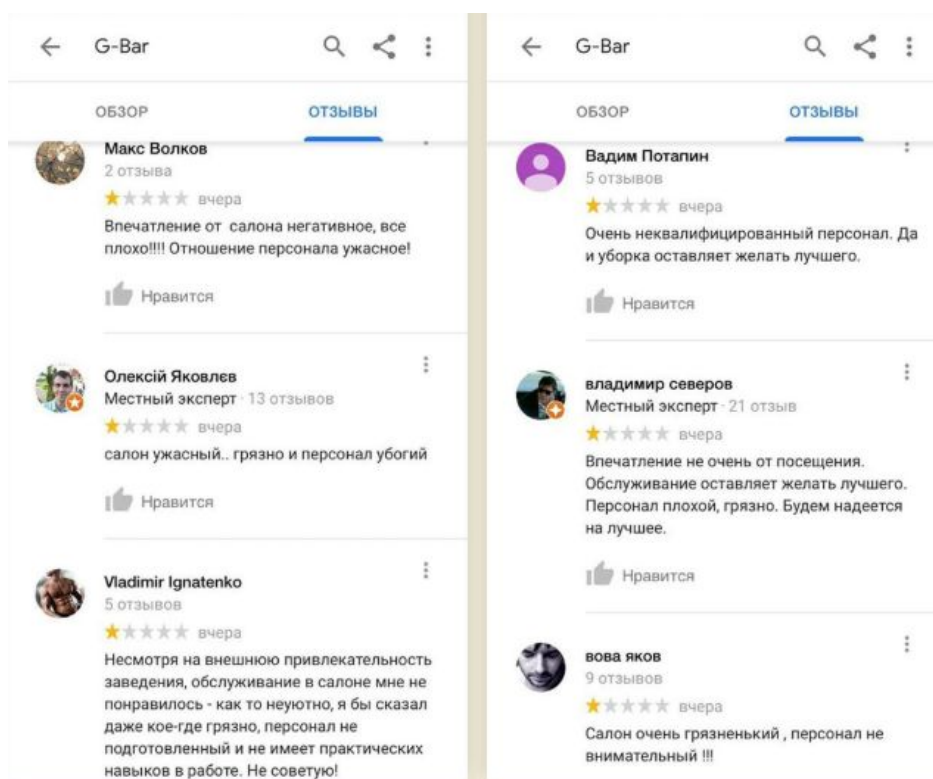 G-Bar
ОБЗОР
ОТЗЫВЫ
Макс Волков
2 отзыва
вчера
Впечатление от салона негативное, все
плохо!!!! Отношение персонала ужасное!
Нравится
Олексій Яковлєв
Местный эксперт · 13 отзывов
вчера
салон ужасный.. грязно и персонал убогий
Нравится
Vladimir Ignatenko
5 отзывов
вчера
Несмотря на внешнюю привлекательность
заведения, обслуживание в салоне мне не
понравилось - как то неуютно, я бы сказал
даже кое-где грязно, персонал не
подготовленный и не имеет практических
навыков в работе. Не советую!
G-Bar
ОБЗОР
ОТЗЫВЫ
Вадим Потапин
5 отзывов
вчера
Очень неквалифицированный персонал. Да
и уборка оставляет желать лучшего.
Нравится
владимир северов
Местный эксперт · 21 отзыв
вчера
Впечатление не очень от посещения.
Обслуживание оставляет желать лучшего.
Персонал плохой, грязно. Будем надеется
на лучшее.
Нравится
вова яков
9 отзывов
вчера
Салон очень грязненький , персонал не
внимательный !!!